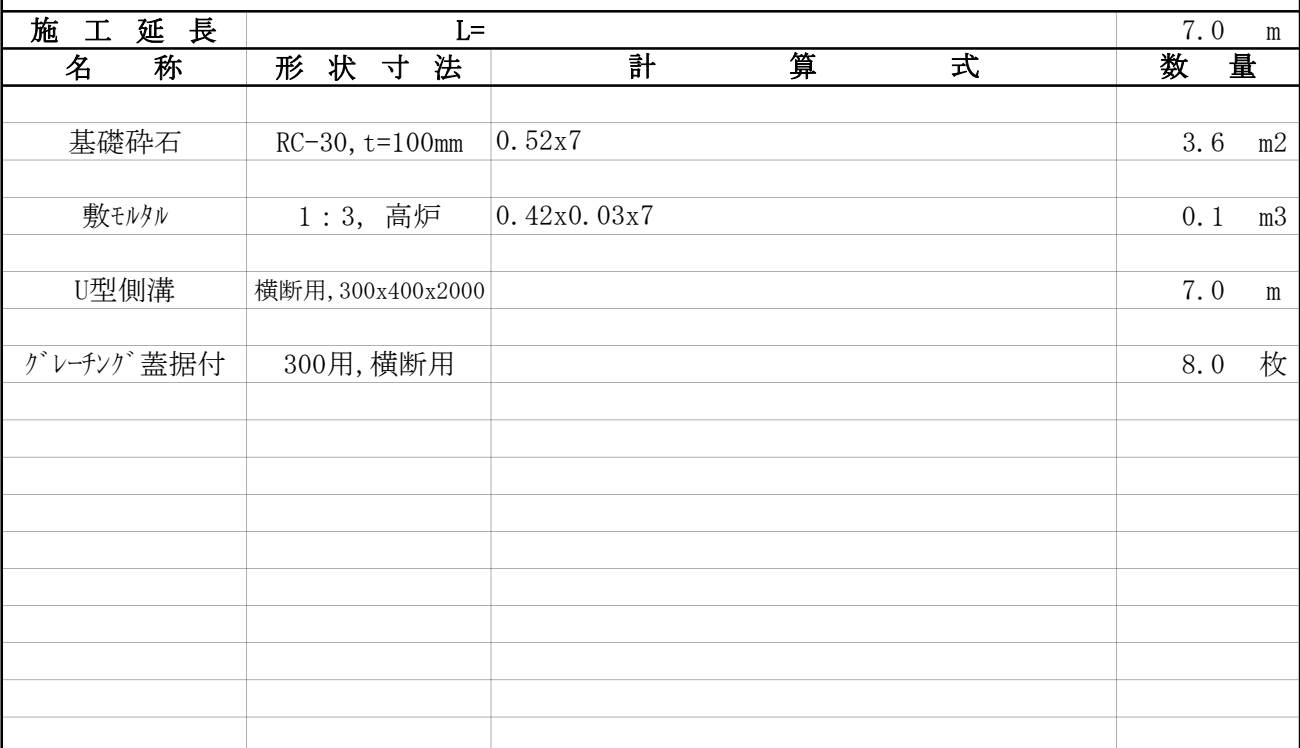 施工延長 L= 7.0 m
名称 形状寸法 計算式 数量
基礎砕石 RC-30,t=100mm 0.52x7 3.6 m2
敷ﾓﾙﾀﾙ 1：3, 高炉 0.42x0.03x7 0.1 m3
U型側溝 横断用,300x400x2000 7.0 m
ｸﾞﾚｰﾁﾝｸﾞ蓋据付 300用,横断用 8.0 枚